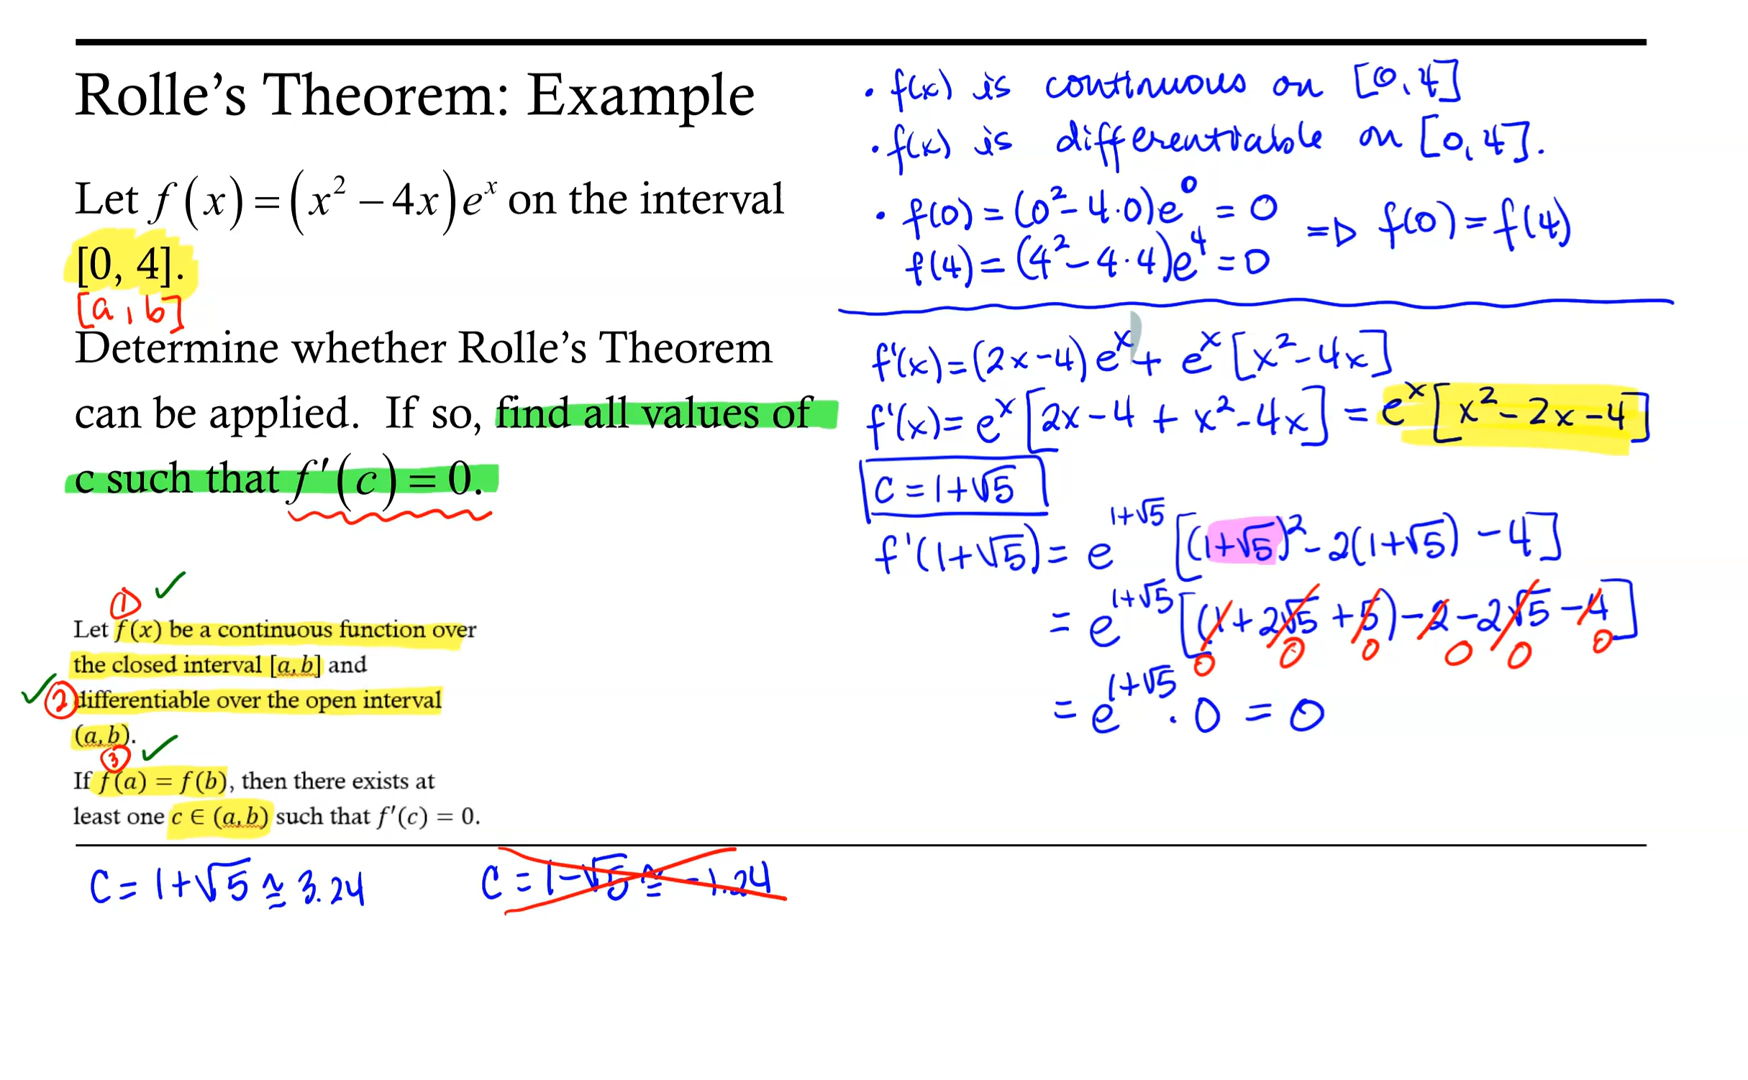 Rolle's Theorem: Example
Let f(x) = (x² − 4x)eˣ on the interval
[0, 4].
[a, b]
Determine whether Rolle's Theorem
can be applied. If so, find all values of
c such that f′(c) = 0.
① ✓
Let f(x) be a continuous function over
the closed interval [a, b] and
✓ ② differentiable over the open interval
(a, b).
③ ✓
If f(a) = f(b), then there exists at
least one c ∈ (a, b) such that f′(c) = 0.
C = 1+√5 ≅ 3.24
C = 1−√5 ≅ −1.24
• f(x) is continuous on [0, 4]
• f(x) is differentiable on [0, 4].
• f(0) = (0² − 4·0)e⁰ = 0
f(4) = (4² − 4·4)e⁴ = 0 ⇒ f(0) = f(4)
f'(x) = (2x−4)eˣ + eˣ[x²−4x]
f'(x) = eˣ[2x−4 + x²−4x] = eˣ[x²−2x−4]
C = 1+√5
f'(1+√5) = e^(1+√5) [(1+√5)² − 2(1+√5) − 4]
= e^(1+√5) [(1 + 2√5 + 5) − 2 − 2√5 − 4]
0 0 0 0 0 0
= e^(1+√5) · 0 = 0